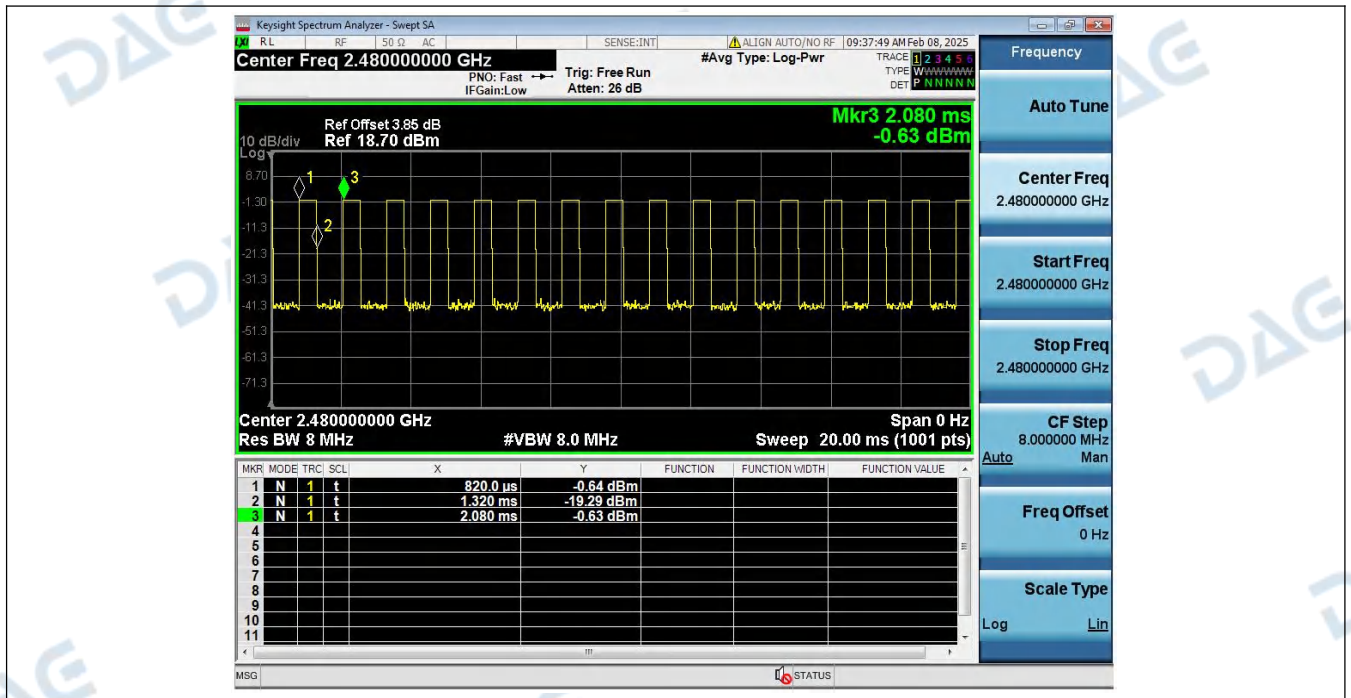 DAG
DAG
DAG
DAG
Keysight Spectrum Analyzer - Swept SA
LXI RL RF 50 Ω AC SENSE:INT ALIGN AUTO/NO RF 09:37:49 AM Feb 08, 2025
Center Freq 2.480000000 GHz
#Avg Type: Log-Pwr
TRACE 1 2 3 4 5 6
TYPE WWWWWW
DET P N N N N N
PNO: Fast
IFGain:Low
Trig: Free Run
Atten: 26 dB
Mkr3 2.080 ms
-0.63 dBm
Ref Offset 3.85 dB
Ref 18.70 dBm
10 dB/div
Log
8.70
-1.30
-11.3
-21.3
-31.3
-41.3
-51.3
-61.3
-71.3
1
2
3
Center 2.480000000 GHz Span 0 Hz
Res BW 8 MHz #VBW 8.0 MHz Sweep 20.00 ms (1001 pts)
MKR MODE TRC SCL X Y FUNCTION FUNCTION WIDTH FUNCTION VALUE
1 N 1 t 820.0 µs -0.64 dBm
2 N 1 t 1.320 ms -19.29 dBm
3 N 1 t 2.080 ms -0.63 dBm
4
5
6
7
8
9
10
11
MSG STATUS
Frequency
Auto Tune
Center Freq
2.480000000 GHz
Start Freq
2.480000000 GHz
Stop Freq
2.480000000 GHz
CF Step
8.000000 MHz
Auto Man
Freq Offset
0 Hz
Scale Type
Log Lin